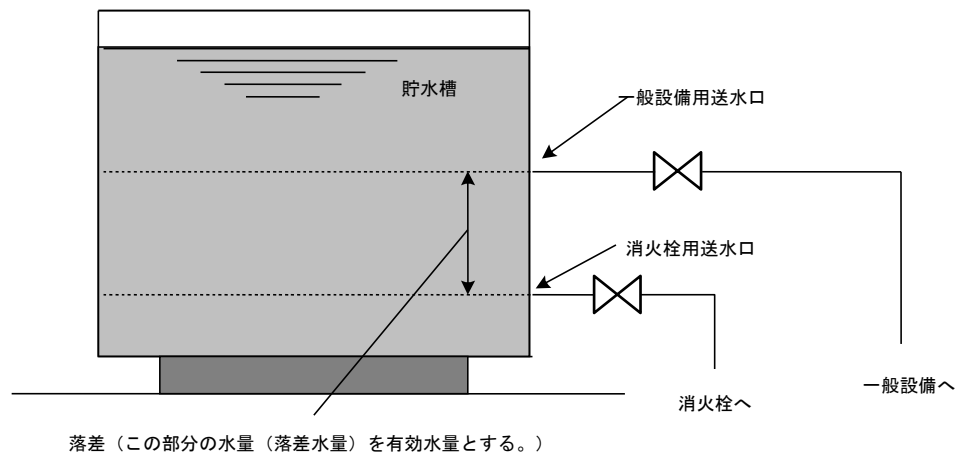 貯水槽
一般設備用送水口
消火栓用送水口
一般設備へ
消火栓へ
落差（この部分の水量（落差水量）を有効水量とする。）